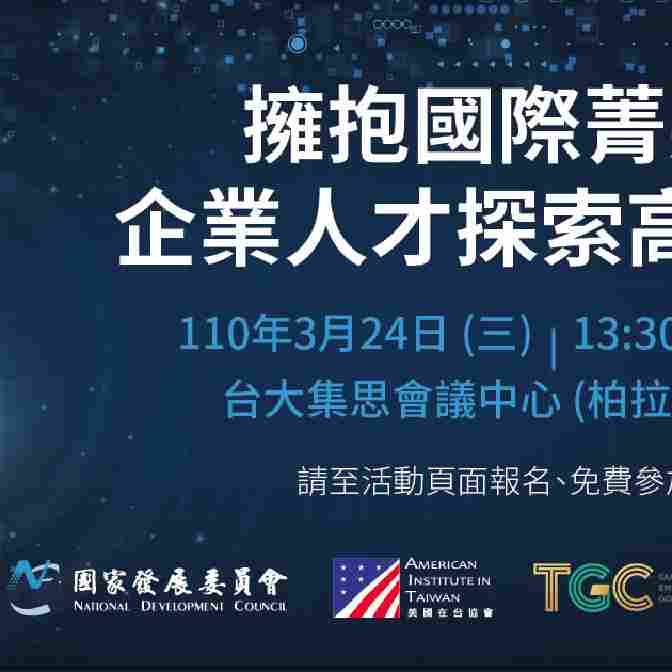 擁抱國際菁
企業人才探索高
110年3月24日 (三) | 13:30
台大集思會議中心 (柏拉
請至活動頁面報名、免費參
國家發展委員會
NATIONAL DEVELOPMENT COUNCIL
AMERICAN
INSTITUTE IN
TAIWAN
美國在台協會
TGC